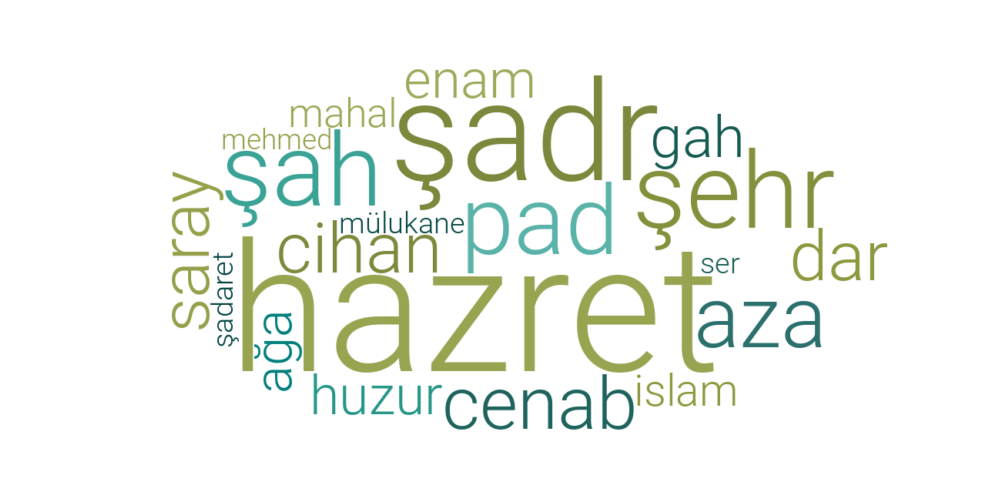 enam
mahal
şadr
mehmed
şah
gah
şehr
saray
mülukane
pad
cihan
dar
şadaret
hazret
ser
ağa
aza
huzur
cenab
islam